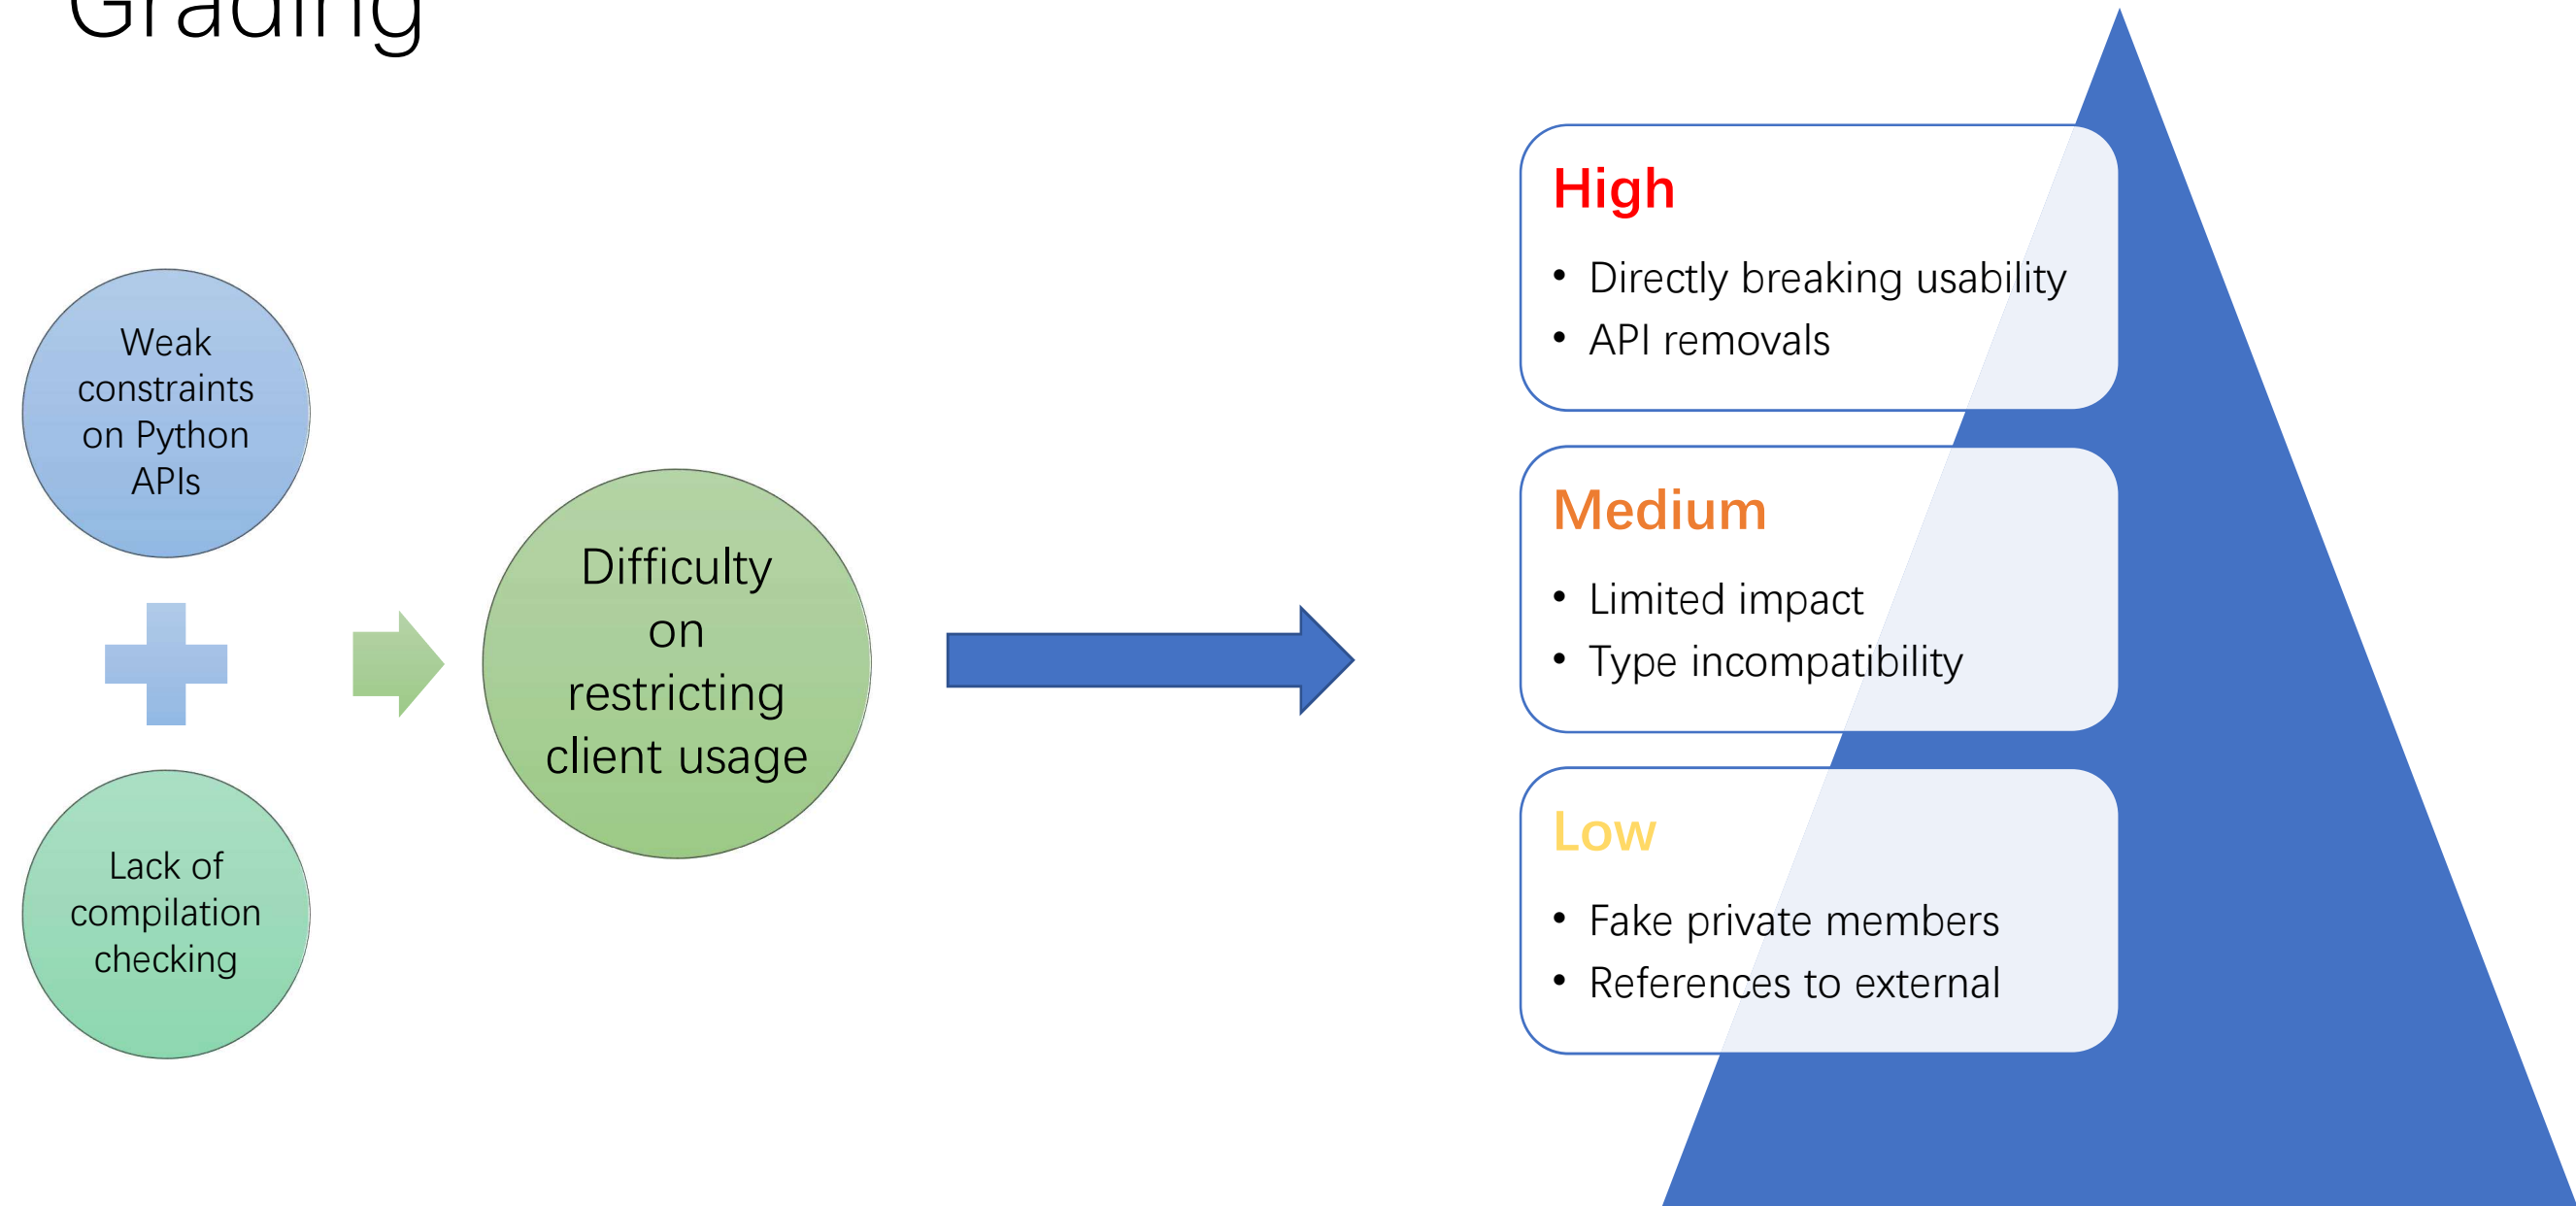 Grading
Weak
constraints
on Python
APIs
Lack of
compilation
checking
Difficulty
on
restricting
client usage
High
• Directly breaking usability
• API removals
Medium
• Limited impact
• Type incompatibility
Low
• Fake private members
• References to external